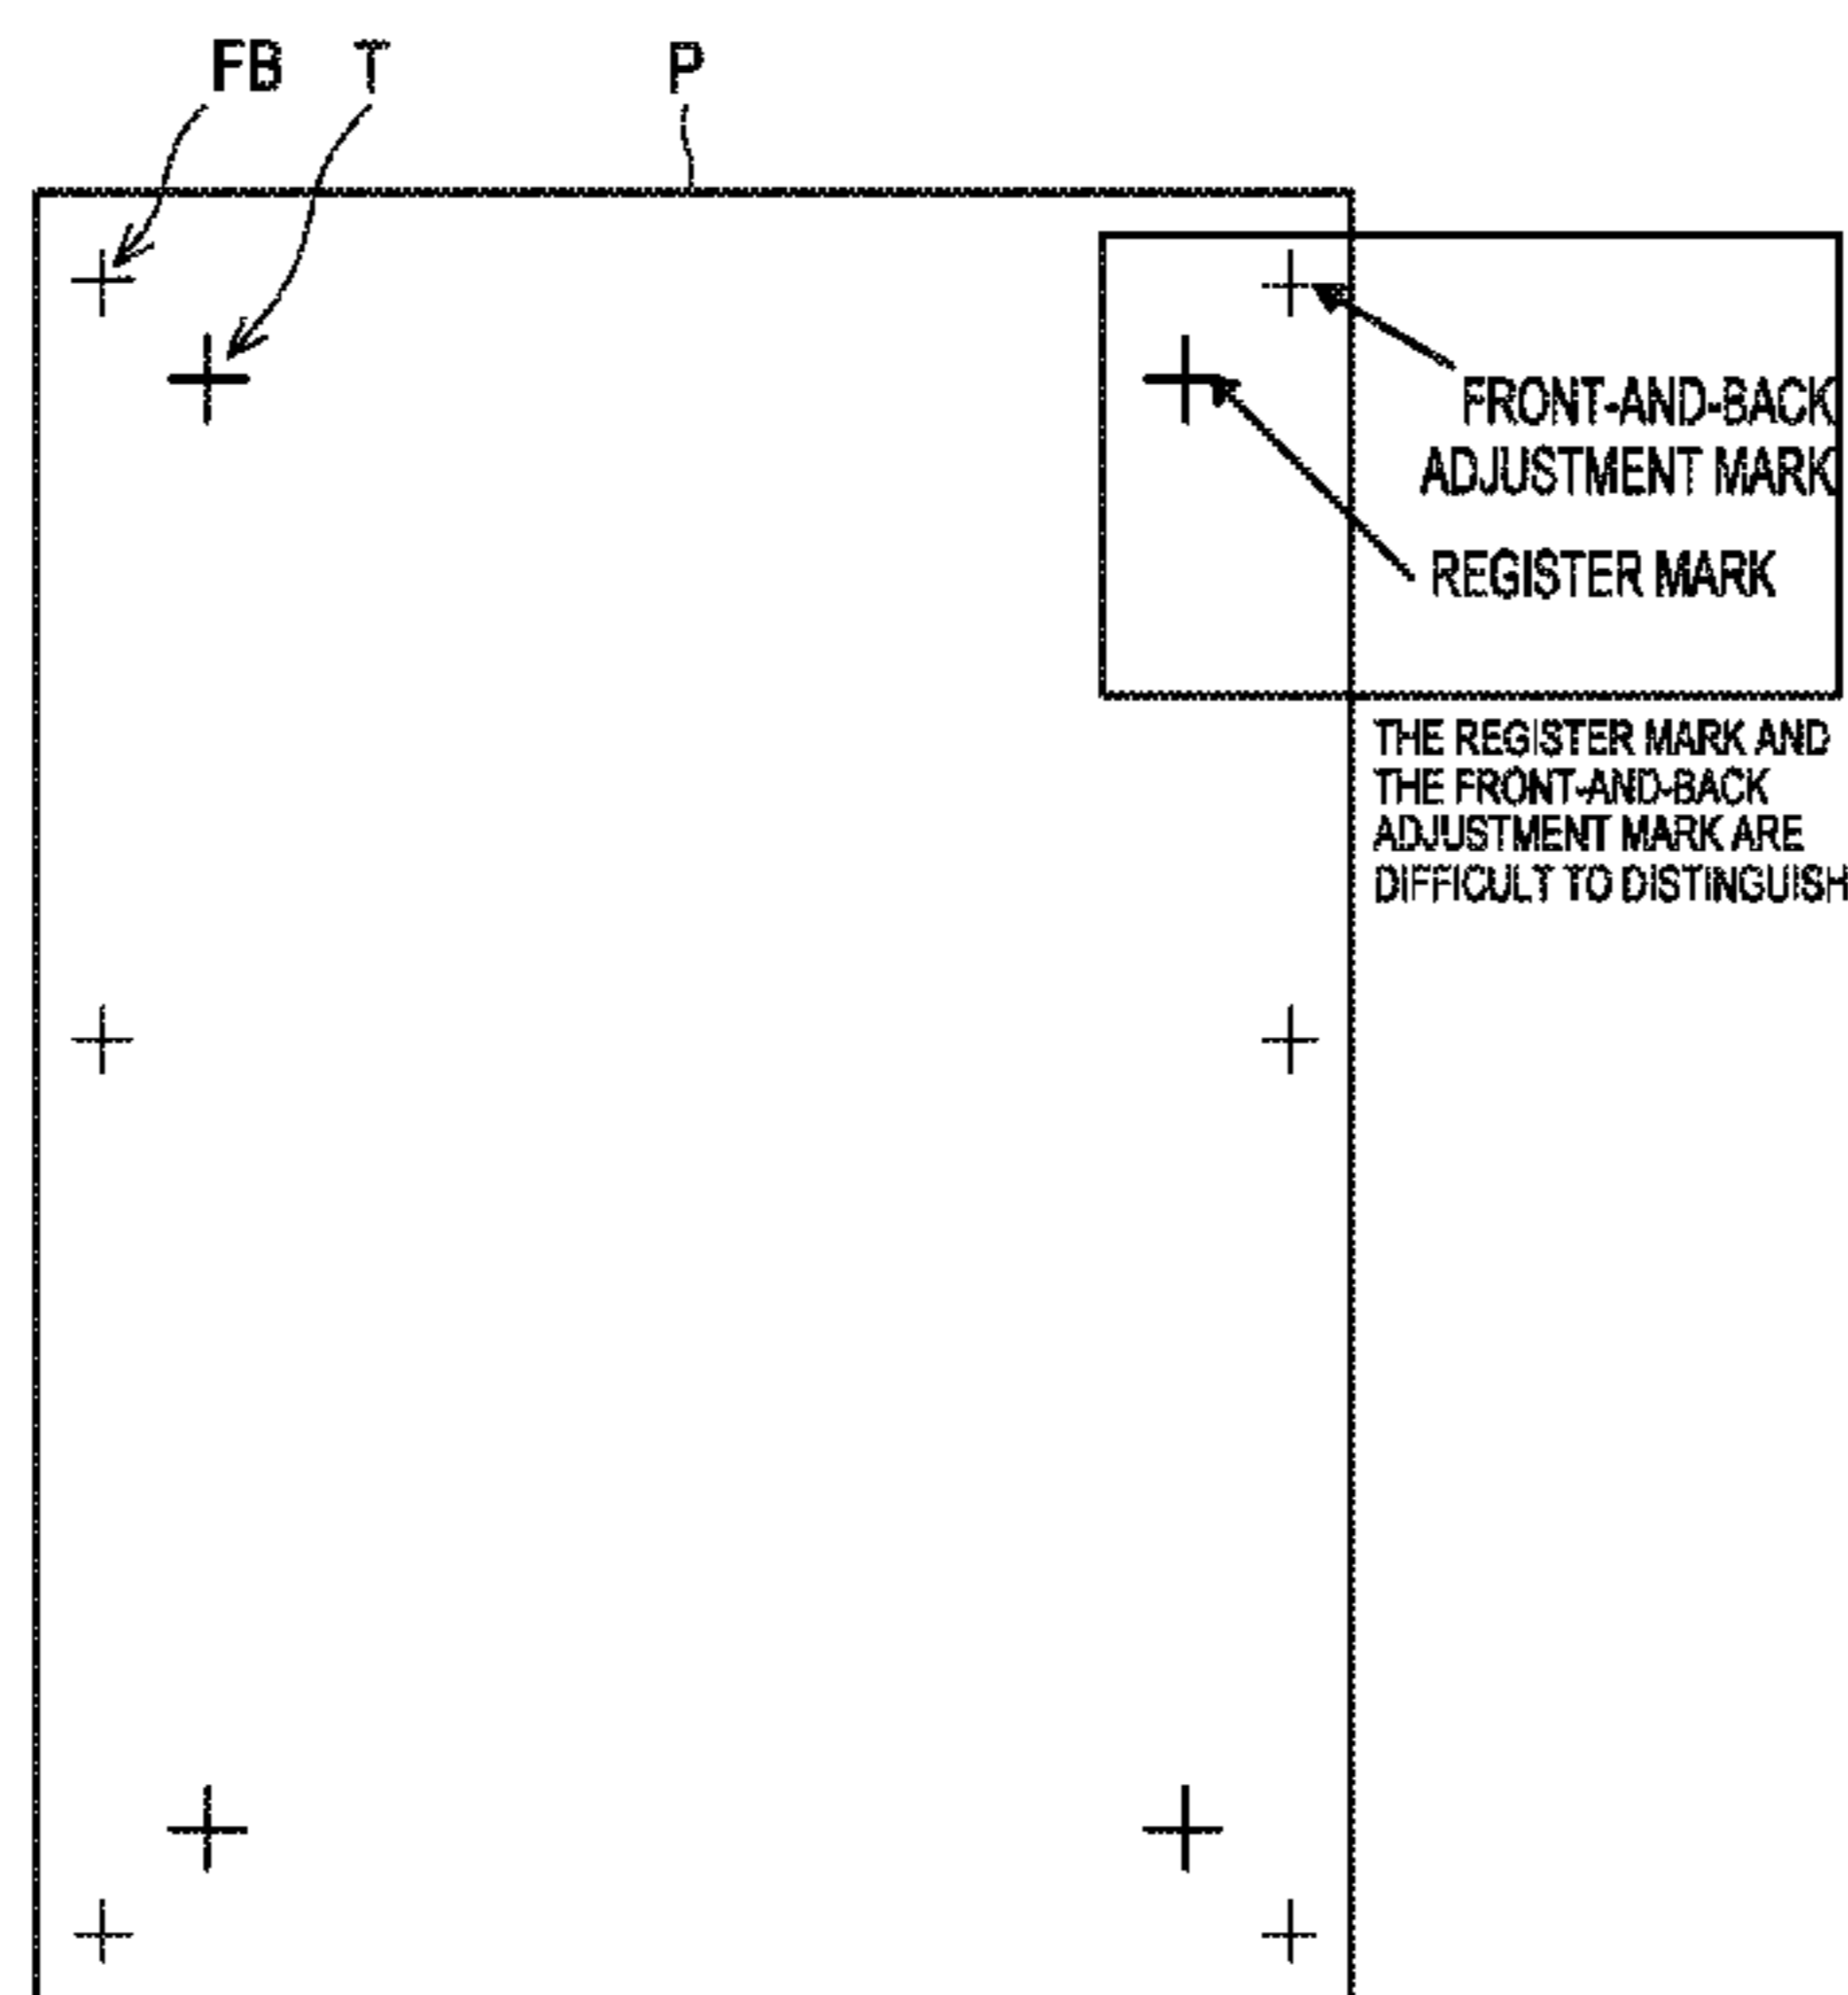 FB T P
FRONT-AND-BACK
ADJUSTMENT MARK
REGISTER MARK
THE REGISTER MARK AND
THE FRONT-AND-BACK
ADJUSTMENT MARK ARE
DIFFICULT TO DISTINGUISH